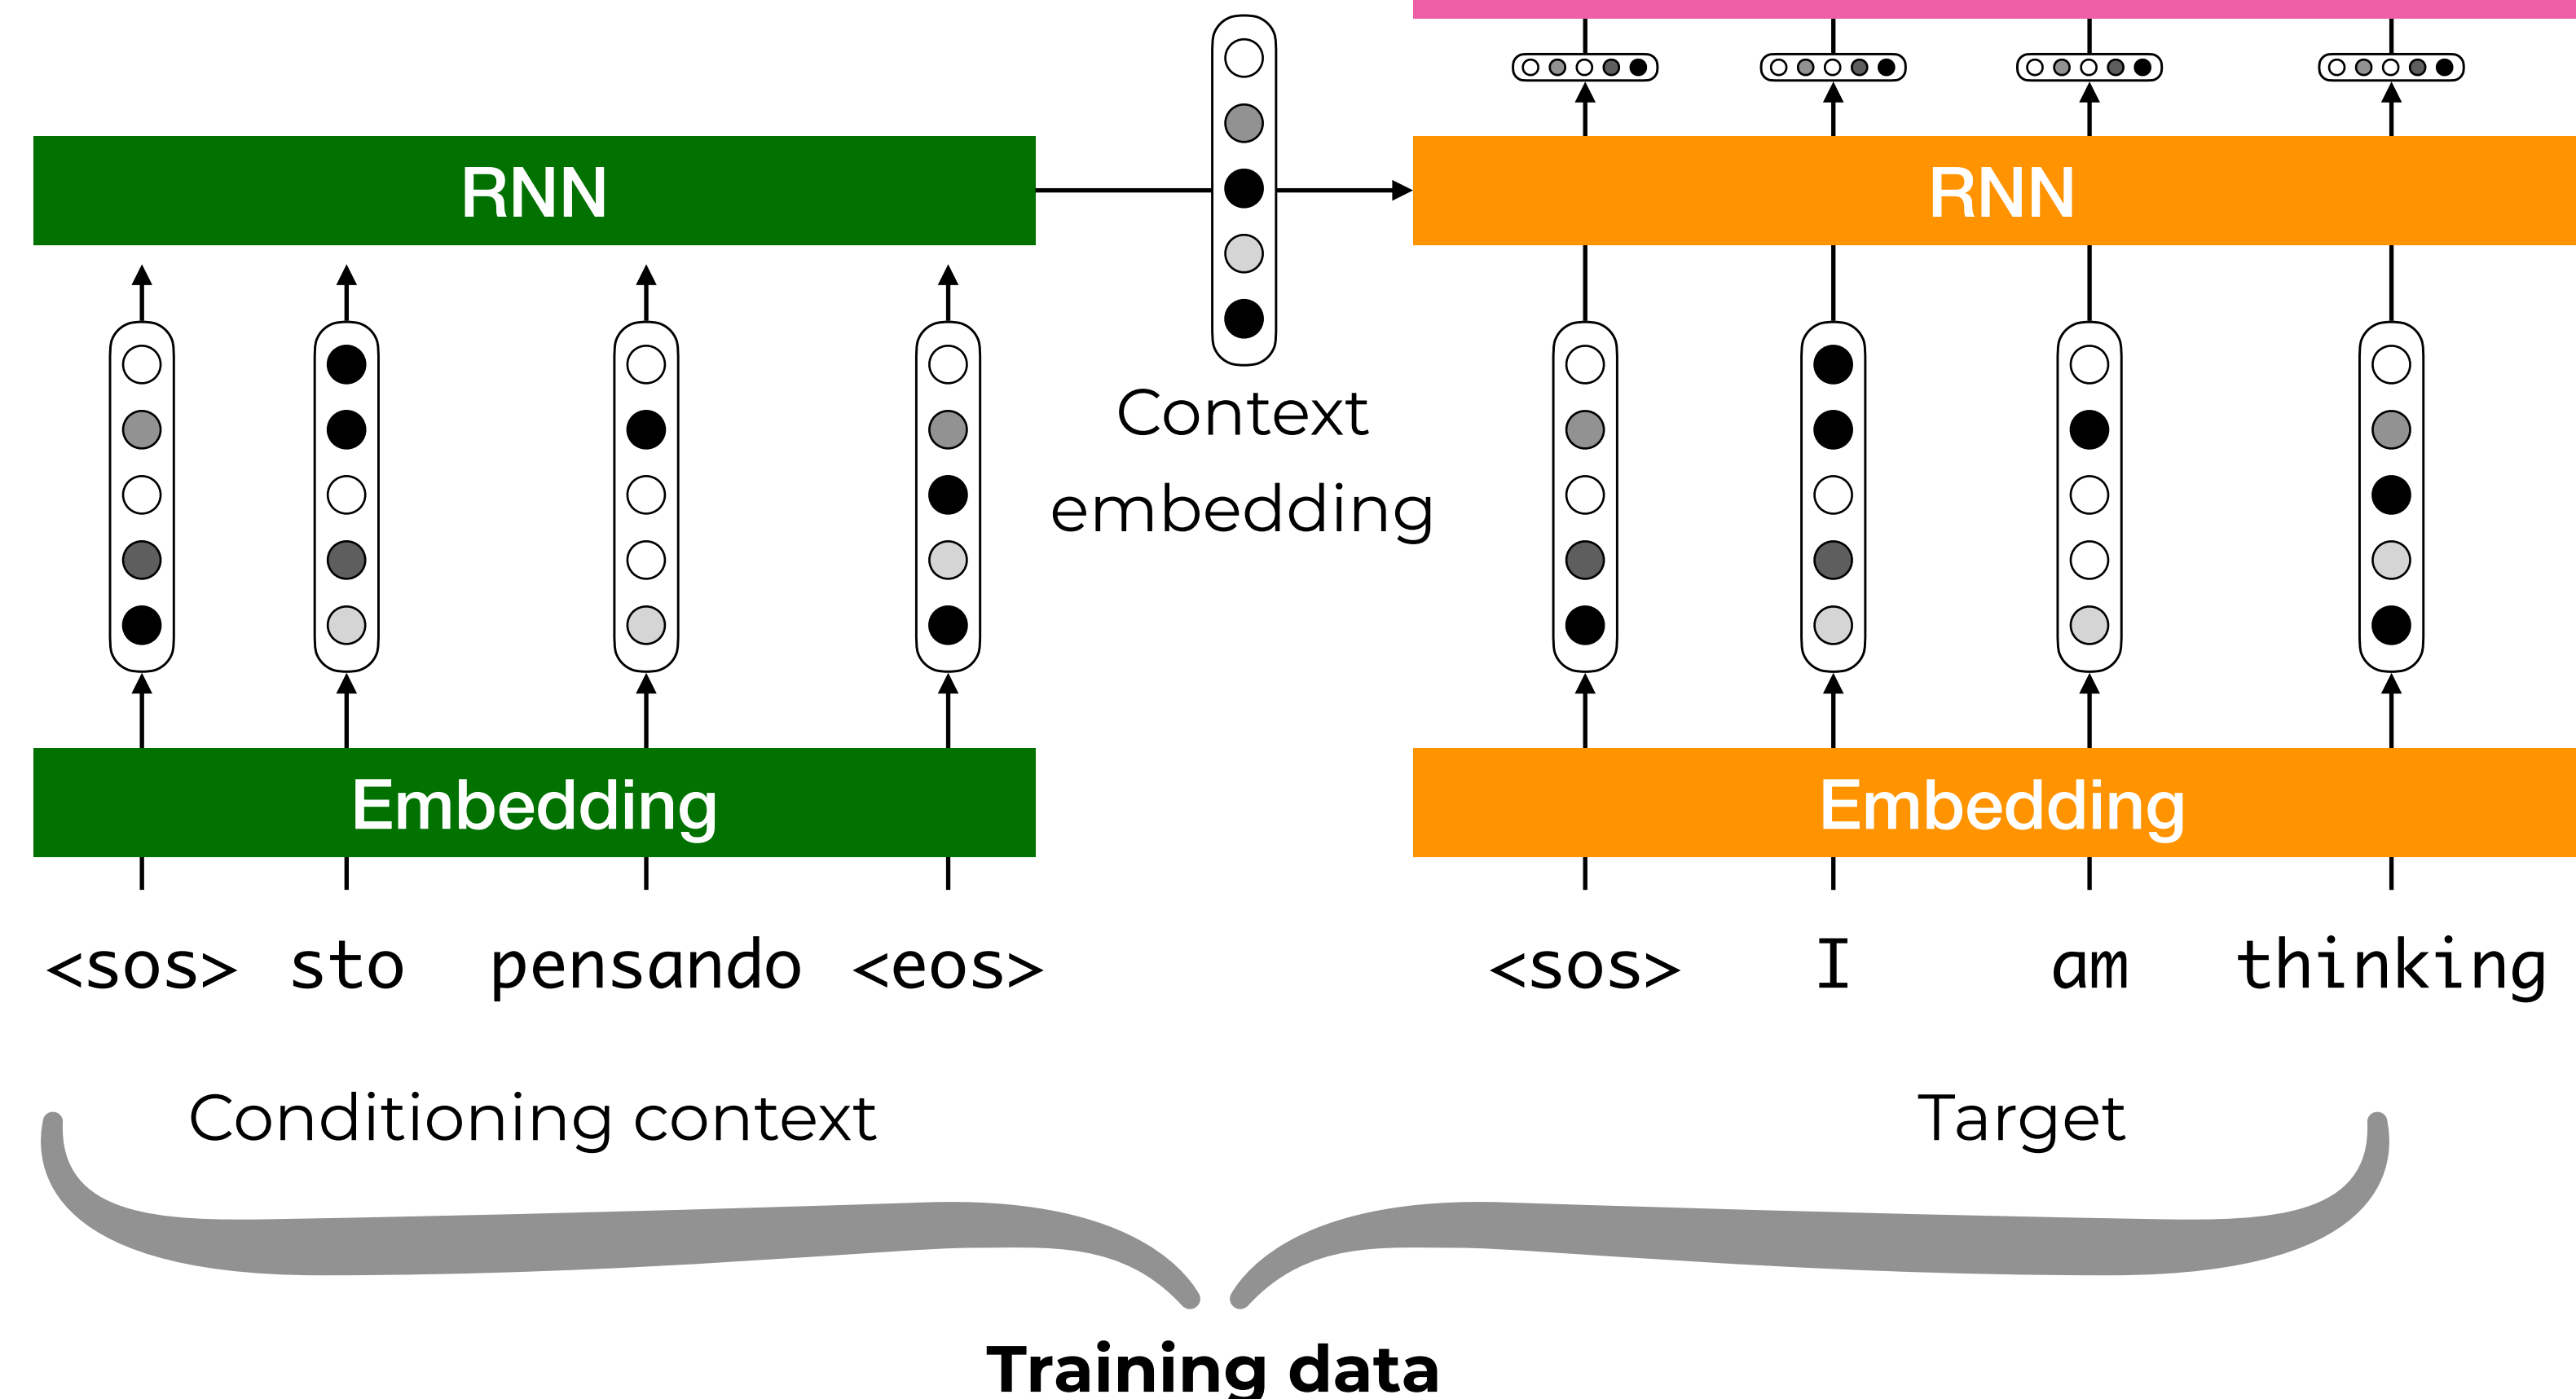 RNN
RNN
Context
embedding
Embedding
Embedding
<sos> sto pensando <eos>
<sos> I am thinking
Conditioning context
Target
Training data